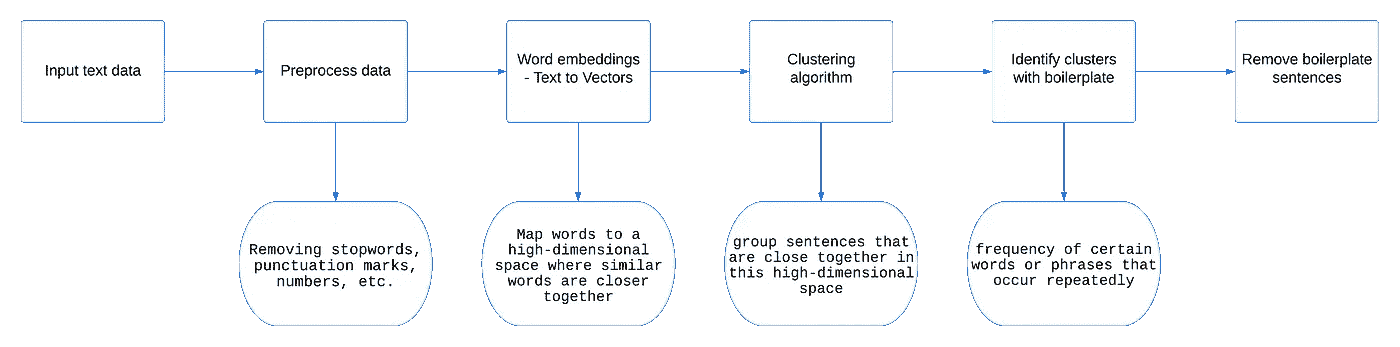 Input text data
Preprocess data
Word embeddings
- Text to Vectors
Clustering
algorithm
Identify clusters
with boilerplate
Remove boilerplate
sentences
Removing stopwords,
punctuation marks,
numbers, etc.
Map words to a
high-dimensional
space where similar
words are closer
together
group sentences that
are close together in
this high-dimensional
space
frequency of certain
words or phrases that
occur repeatedly